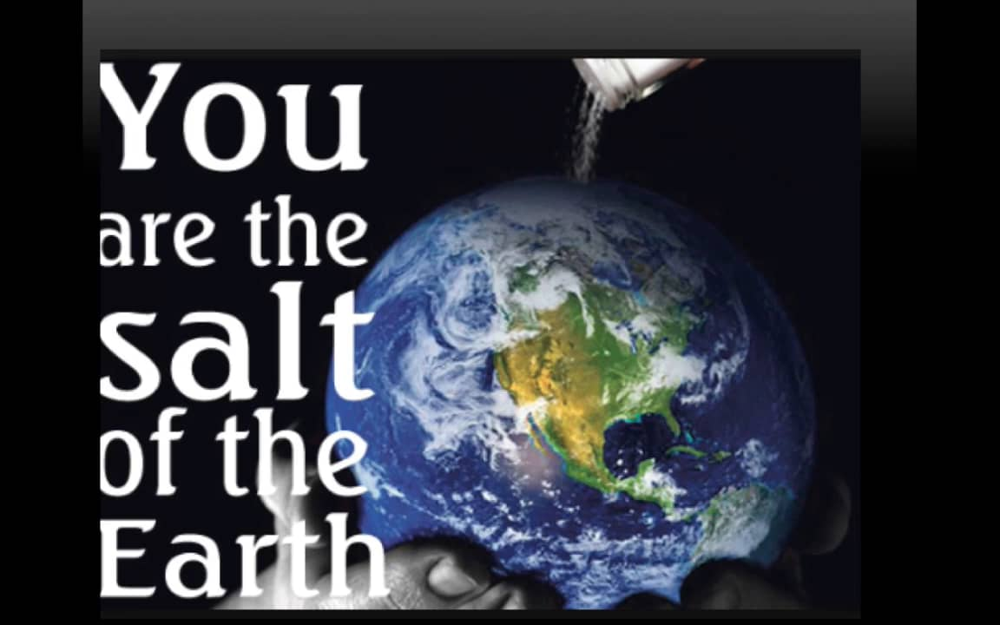 You
are the
salt
of the
Earth